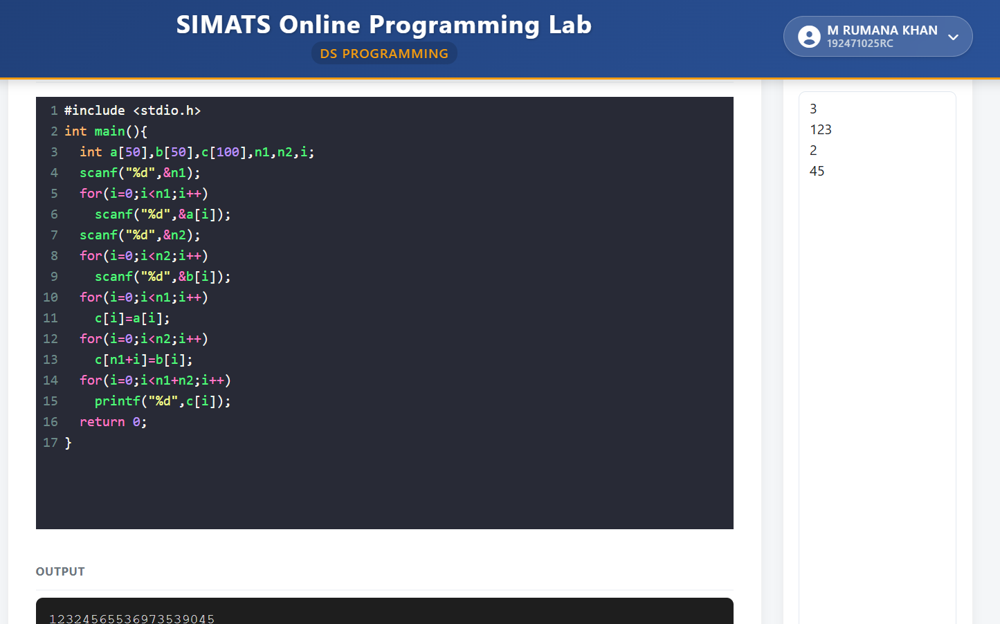 SIMATS Online Programming Lab
DS PROGRAMMING
M RUMANA KHAN
192471025RC
1 #include <stdio.h>
2 int main(){
3   int a[50],b[50],c[100],n1,n2,i;
4   scanf("%d",&n1);
5   for(i=0;i<n1;i++)
6     scanf("%d",&a[i]);
7   scanf("%d",&n2);
8   for(i=0;i<n2;i++)
9     scanf("%d",&b[i]);
10   for(i=0;i<n1;i++)
11     c[i]=a[i];
12   for(i=0;i<n2;i++)
13     c[n1+i]=b[i];
14   for(i=0;i<n1+n2;i++)
15     printf("%d",c[i]);
16   return 0;
17 }
OUTPUT
12324565536973539045
3
123
2
45